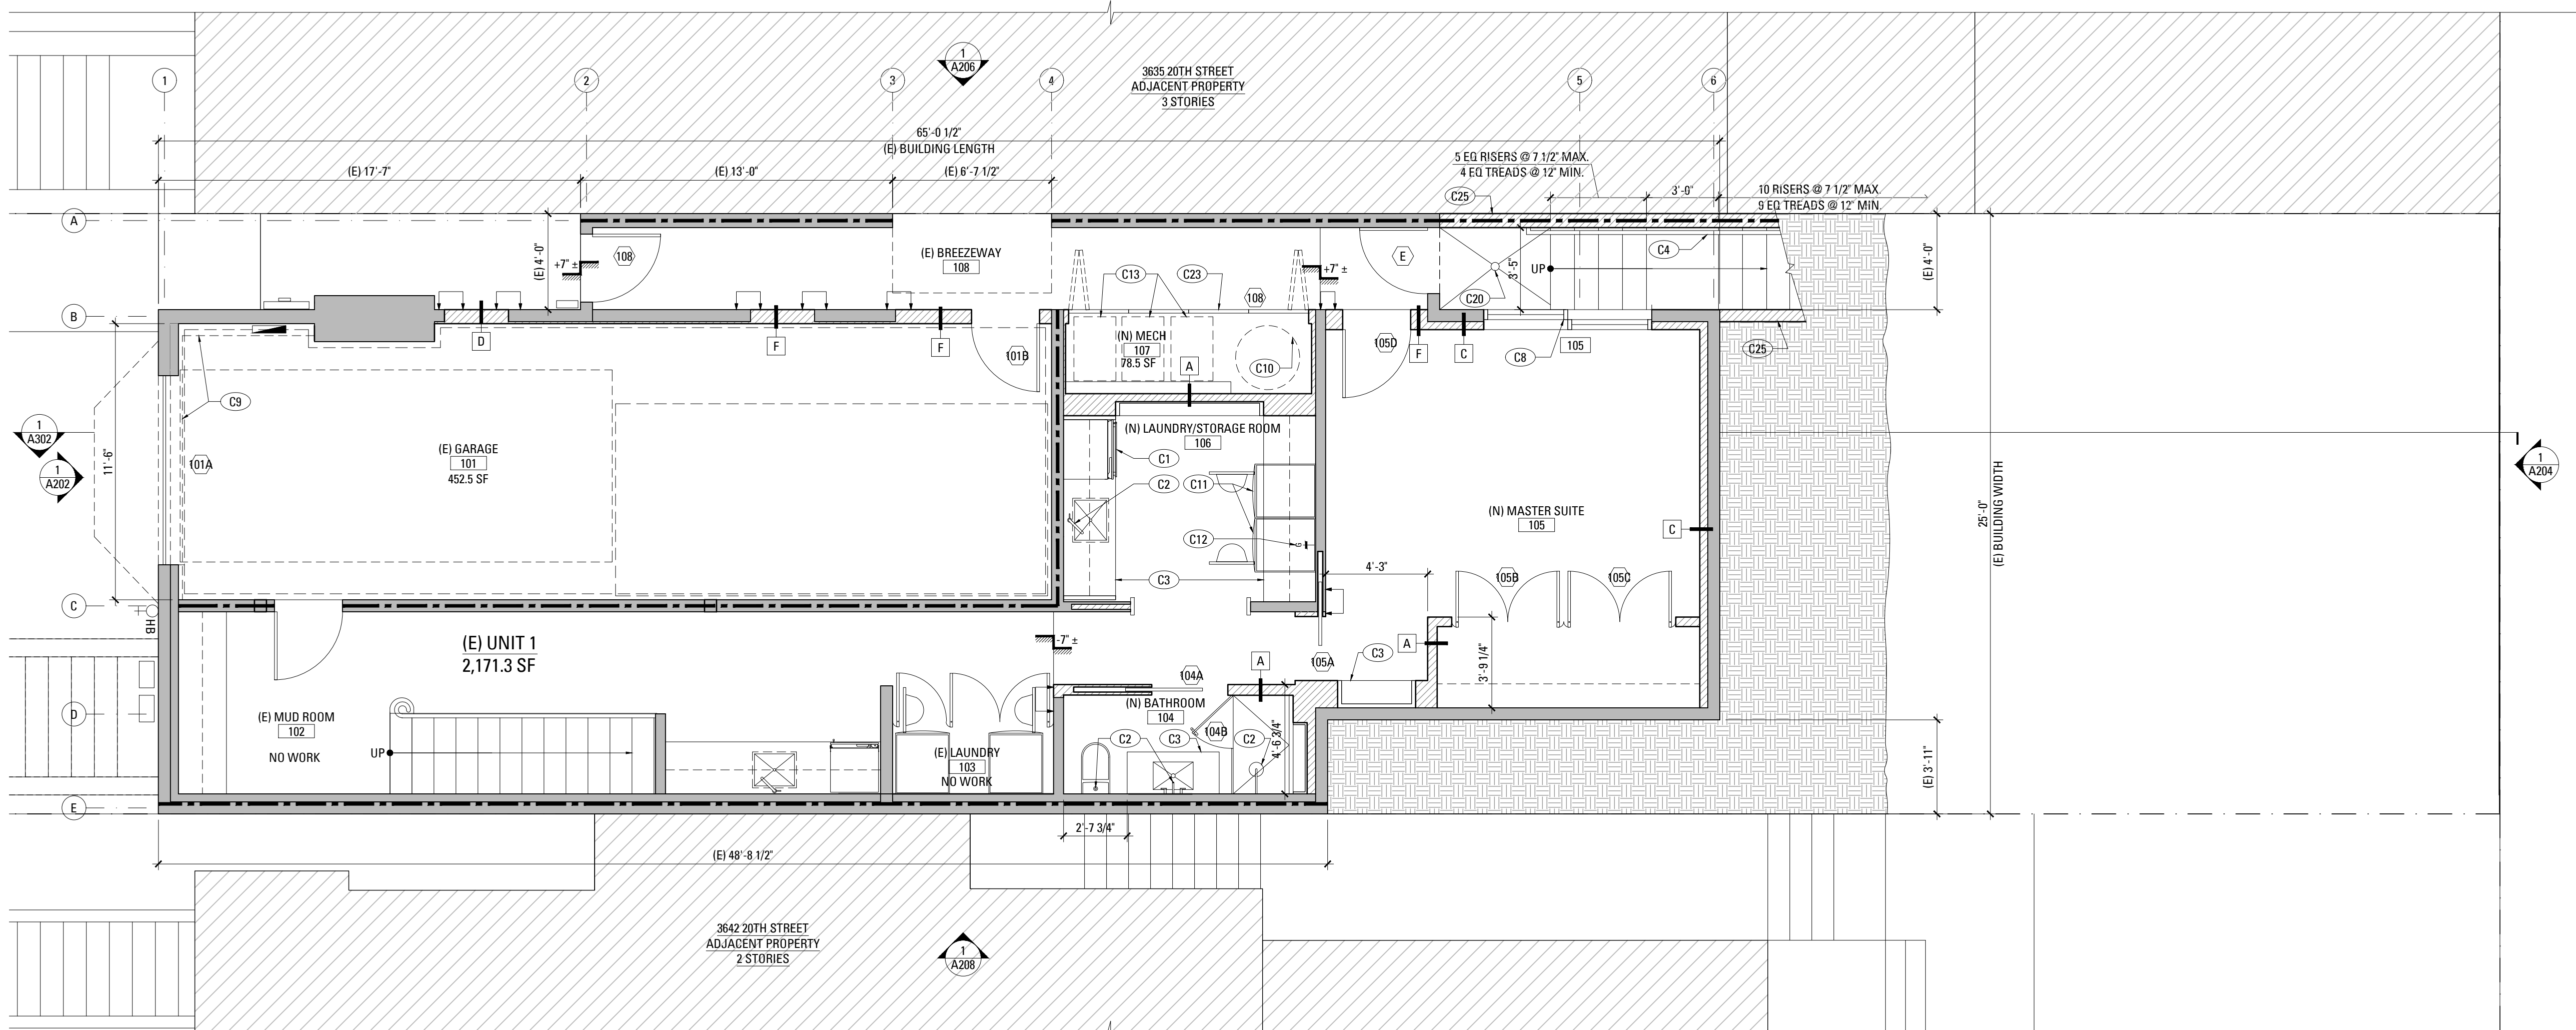 1
A206
3635 20TH STREET
ADJACENT PROPERTY
3 STORIES
1
2
3
4
5
6
65'-0 1/2"
(E) BUILDING LENGTH
(E) 17'-7"
(E) 13'-0"
(E) 6'-7 1/2"
5 EQ RISERS @ 7 1/2" MAX.
4 EQ TREADS @ 12" MIN.
3'-0"
10 RISERS @ 7 1/2" MAX.
9 EQ TREADS @ 12" MIN.
C25
A
(E) 4'-0"
+7" ±
108
(E) BREEZEWAY
108
+7" ±
E
C20
3'-5"
UP
C4
(E) 4'-0"
B
C13
C23
108
D
F
F
101B
(N) MECH
107
78.5 SF
A
C10
105D
F
C
C8
105
C25
C9
1
A302
1
A202
11'-6"
101A
(E) GARAGE
101
452.5 SF
(N) LAUNDRY/STORAGE ROOM
106
C1
C2
C11
C12
G
C3
(N) MASTER SUITE
105
C
25'-0"
(E) BUILDING WIDTH
1
A204
4'-3"
105B
105C
C
HB
(E) UNIT 1
2,171.3 SF
-7" ±
104A
A
105A
C3
A
3'-9 1/4"
D
(E) MUD ROOM
102
NO WORK
UP
(E) LAUNDRY
103
NO WORK
(N) BATHROOM
104
C2
C3
104B
C2
4'-6 3/4"
(E) 3'-11"
E
2'-7 3/4"
(E) 48'-8 1/2"
3642 20TH STREET
ADJACENT PROPERTY
2 STORIES
1
A208